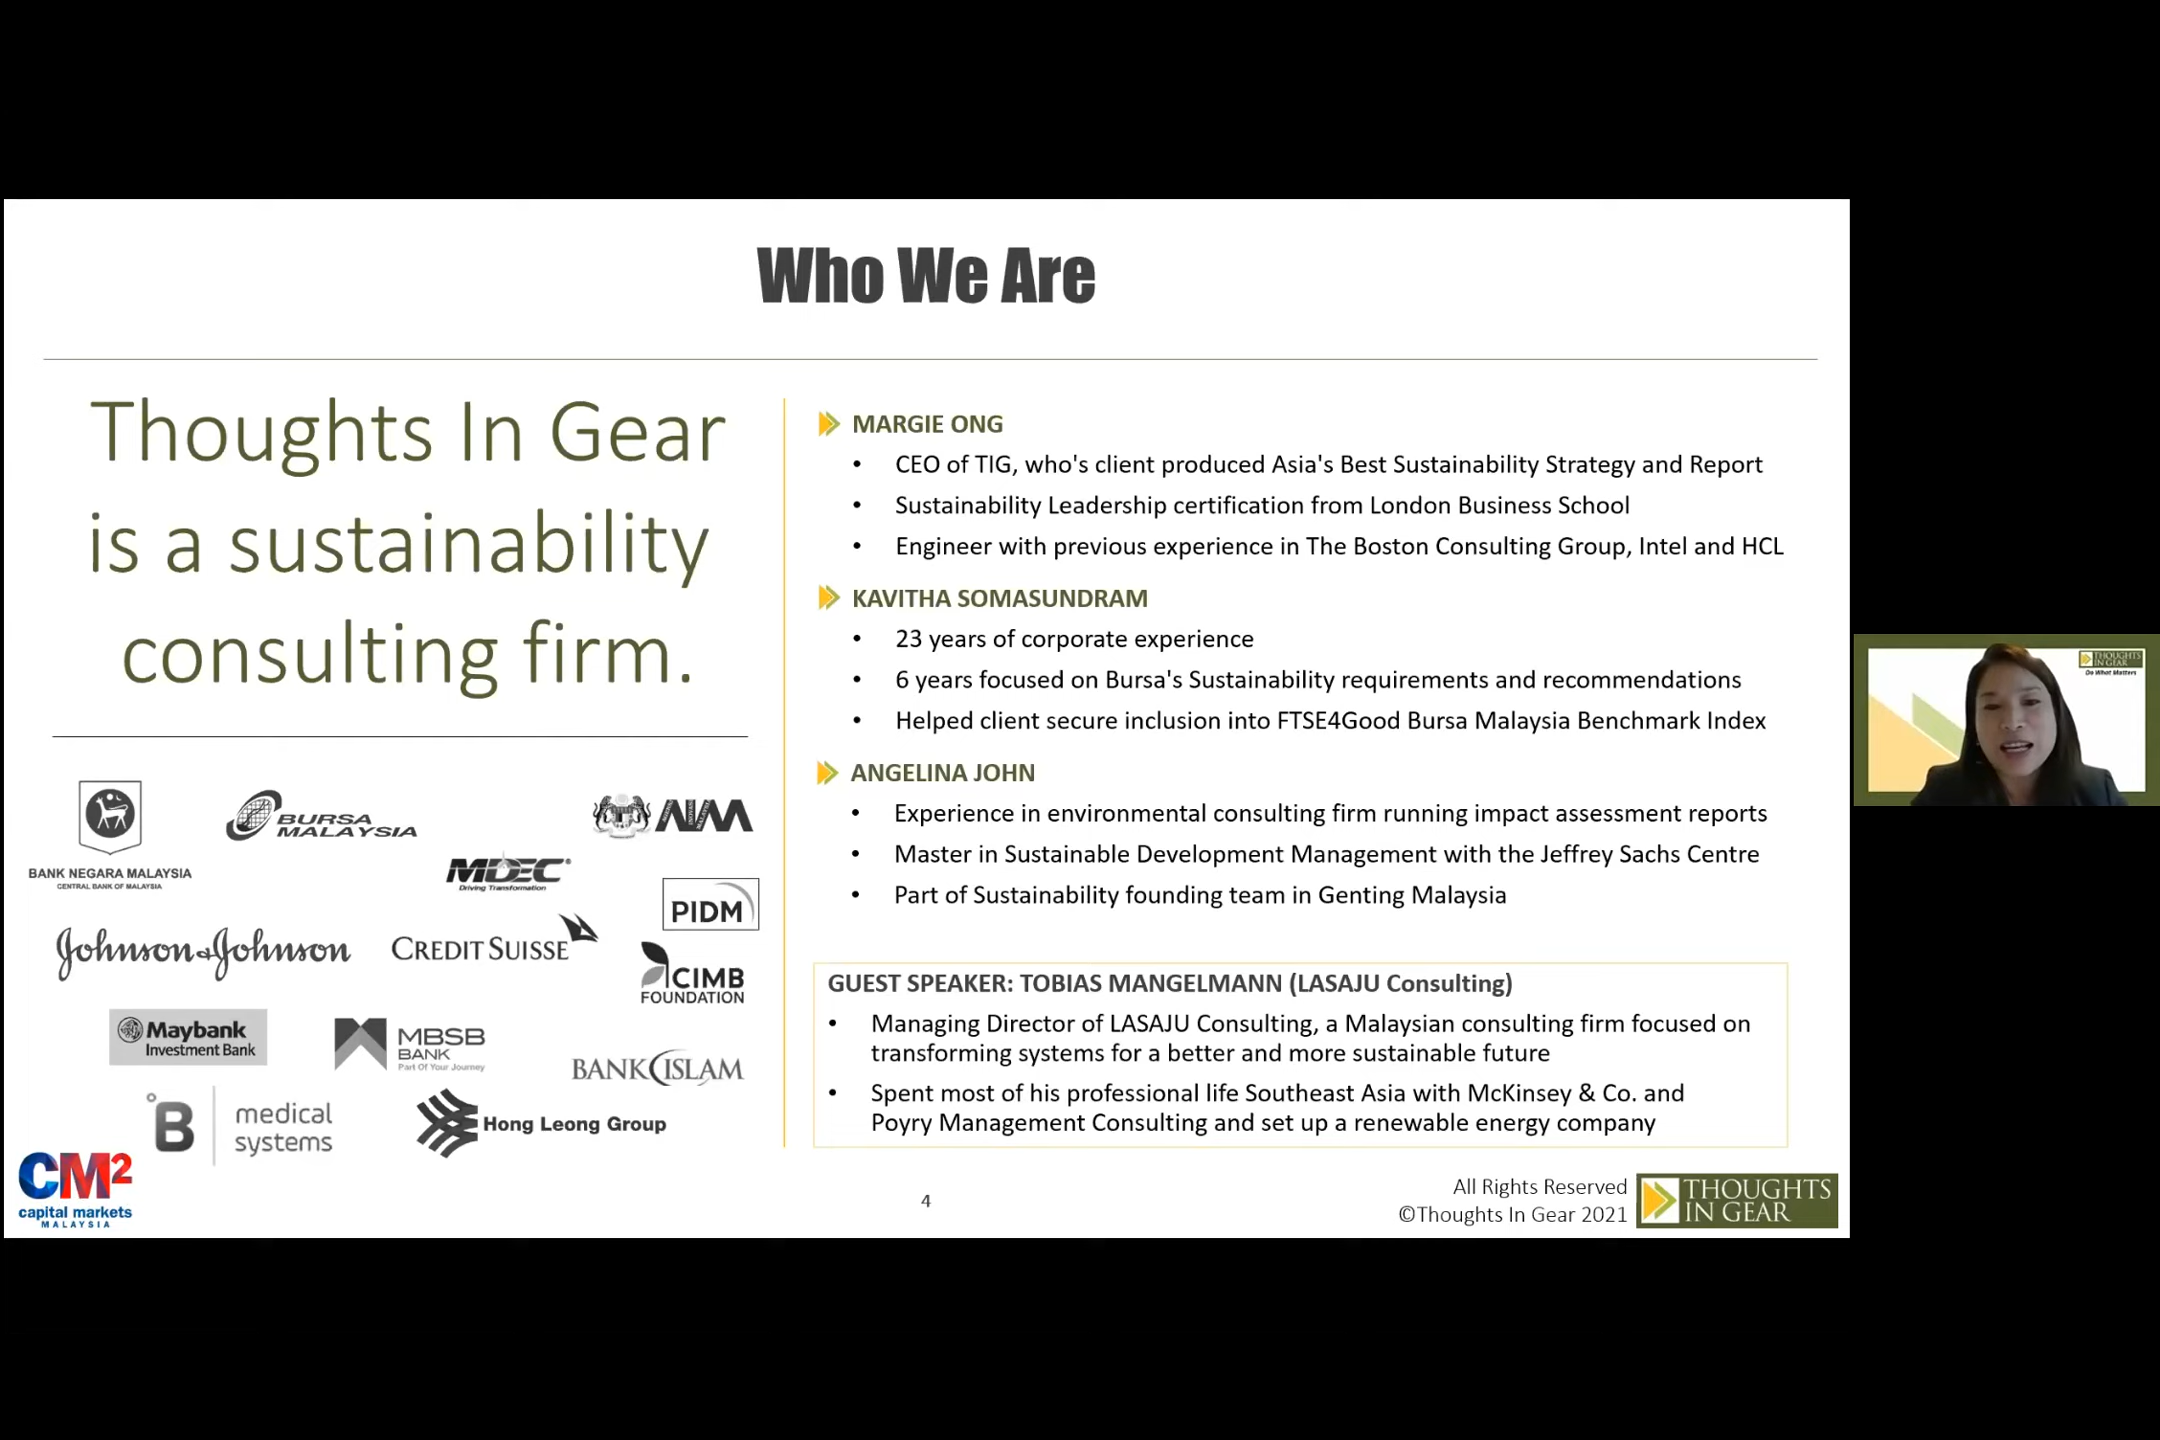 Who We Are
Thoughts In Gear
is a sustainability
consulting firm.
BANK NEGARA MALAYSIA
CENTRAL BANK OF MALAYSIA
BURSA
MALAYSIA
MDEC
Driving Transformation
PIDM
Johnson & Johnson
CREDIT SUISSE
CIMB
FOUNDATION
Maybank
Investment Bank
MBSB
BANK
Part Of Your Journey
BANK ISLAM
B medical
systems
Hong Leong Group
MARGIE ONG
• CEO of TIG, who's client produced Asia's Best Sustainability Strategy and Report
• Sustainability Leadership certification from London Business School
• Engineer with previous experience in The Boston Consulting Group, Intel and HCL
KAVITHA SOMASUNDRAM
• 23 years of corporate experience
• 6 years focused on Bursa's Sustainability requirements and recommendations
• Helped client secure inclusion into FTSE4Good Bursa Malaysia Benchmark Index
ANGELINA JOHN
• Experience in environmental consulting firm running impact assessment reports
• Master in Sustainable Development Management with the Jeffrey Sachs Centre
• Part of Sustainability founding team in Genting Malaysia
GUEST SPEAKER: TOBIAS MANGELMANN (LASAJU Consulting)
• Managing Director of LASAJU Consulting, a Malaysian consulting firm focused on
transforming systems for a better and more sustainable future
• Spent most of his professional life Southeast Asia with McKinsey & Co. and
Poyry Management Consulting and set up a renewable energy company
CM2
capital markets
MALAYSIA
4
All Rights Reserved
©Thoughts In Gear 2021
THOUGHTS
IN GEAR
THOUGHTS
IN GEAR
Do What Matters